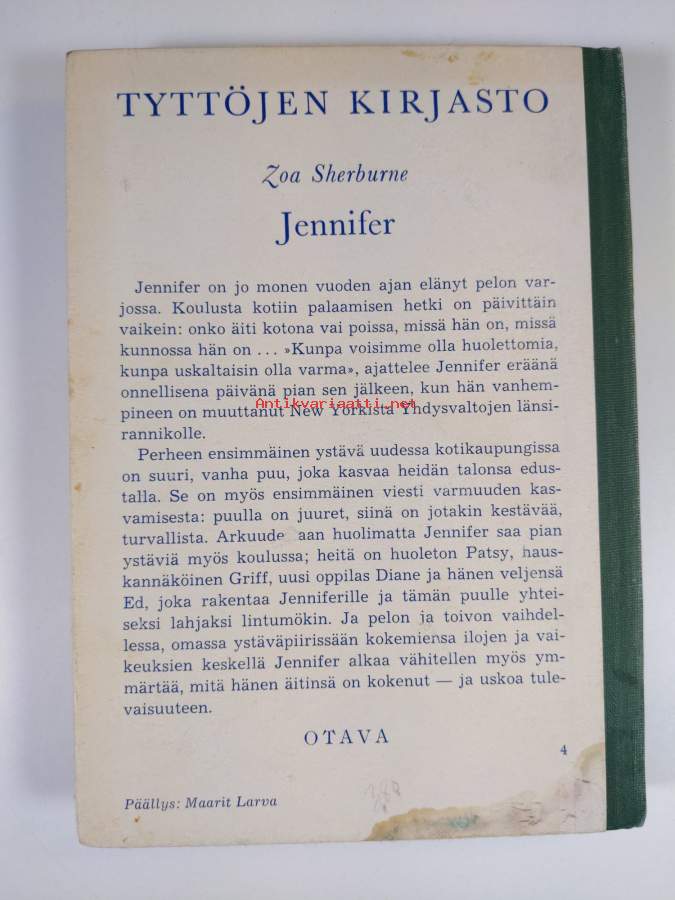 TYTTÖJEN KIRJASTO
Zoa Sherburne
Jennifer
Jennifer on jo monen vuoden ajan elänyt pelon var-
jossa. Koulusta kotiin palaamisen hetki on päivittäin
vaikein: onko äiti kotona vai poissa, missä hän on, missä
kunnossa hän on ... »Kunpa voisimme olla huolettomia,
kunpa uskaltaisin olla varma», ajattelee Jennifer eräänä
onnellisena päivänä pian sen jälkeen, kun hän vanhem-
pineen on muuttanut New Yorkista Yhdysvaltojen länsi-
Antikvariaatti.net
rannikolle.
Perheen ensimmäinen ystävä uudessa kotikaupungissa
on suuri, vanha puu, joka kasvaa heidän talonsa edus-
talla. Se on myös ensimmäinen viesti varmuuden kas-
vamisesta: puulla on juuret, siinä on jotakin kestävää,
turvallista. Arkuude aan huolimatta Jennifer saa pian
ystäviä myös koulussa; heitä on huoleton Patsy, haus-
kannäköinen Griff, uusi oppilas Diane ja hänen veljensä
Ed, joka rakentaa Jenniferille ja tämän puulle yhtei-
seksi lahjaksi lintumökin. Ja pelon ja toivon vaihdel-
lessa, omassa ystäväpiirissään kokemiensa ilojen ja vai-
keuksien keskellä Jennifer alkaa vähitellen myös ym-
märtää, mitä hänen äitinsä on kokenut — ja uskoa tule-
vaisuuteen.
OTAVA
4
Päällys: Maarit Larva